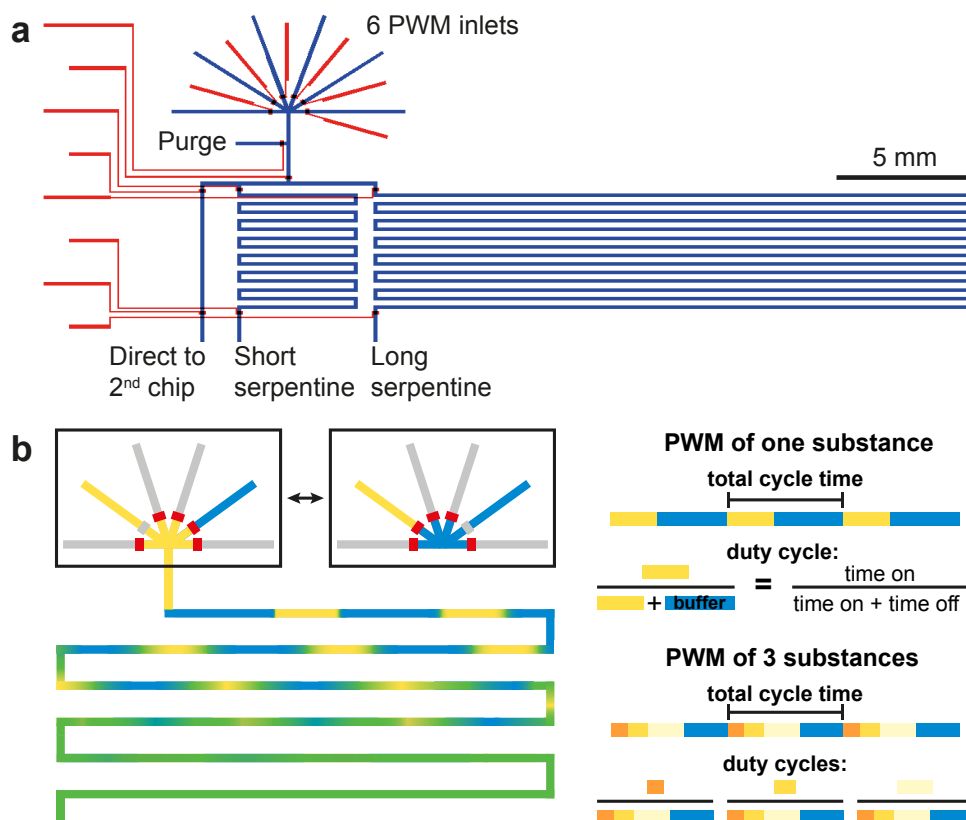 a
6 PWM inlets
Purge
5 mm
Direct to
2nd chip
Short
serpentine
Long
serpentine
b
PWM of one substance
total cycle time
duty cycle:
+ buffer
=
time on
time on + time off
PWM of 3 substances
total cycle time
duty cycles: